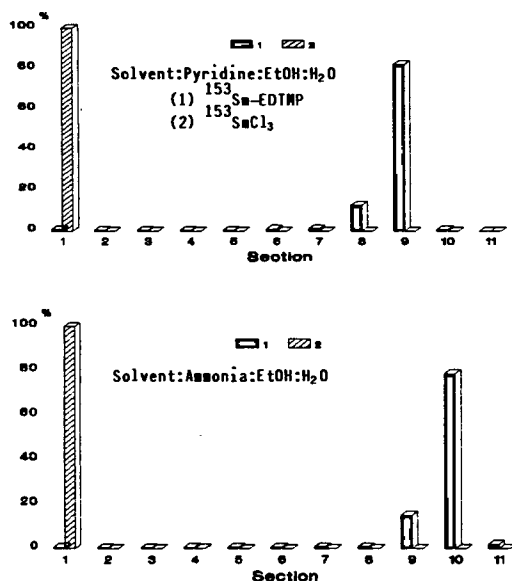 %
100
80
60
40
20
0
1 2
Solvent:Pyridine:EtOH:H₂O
(1) ¹⁵³Sm-EDTMP
(2) ¹⁵³SmCl₃
1 2 3 4 5 6 7 8 9 10 11
Section
%
100
80
60
40
20
0
1 2
Solvent:Ammonia:EtOH:H₂O
1 2 3 4 5 6 7 8 9 10 11
Section